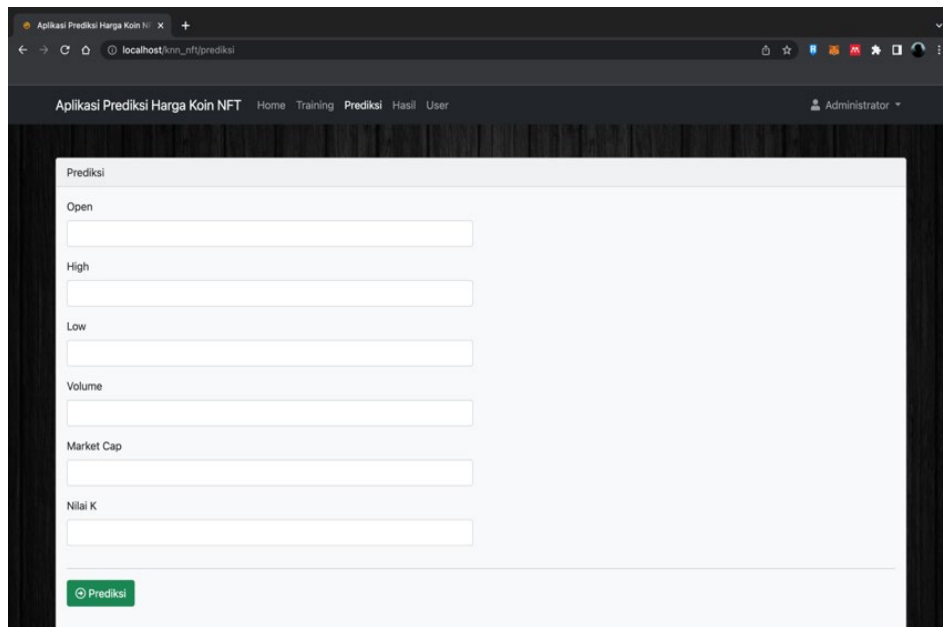 Aplikasi Prediksi Harga Koin NF
localhost/knn_nft/prediksi
Aplikasi Prediksi Harga Koin NFT Home Training Prediksi Hasil User Administrator
Prediksi
Open
High
Low
Volume
Market Cap
Nilai K
Prediksi